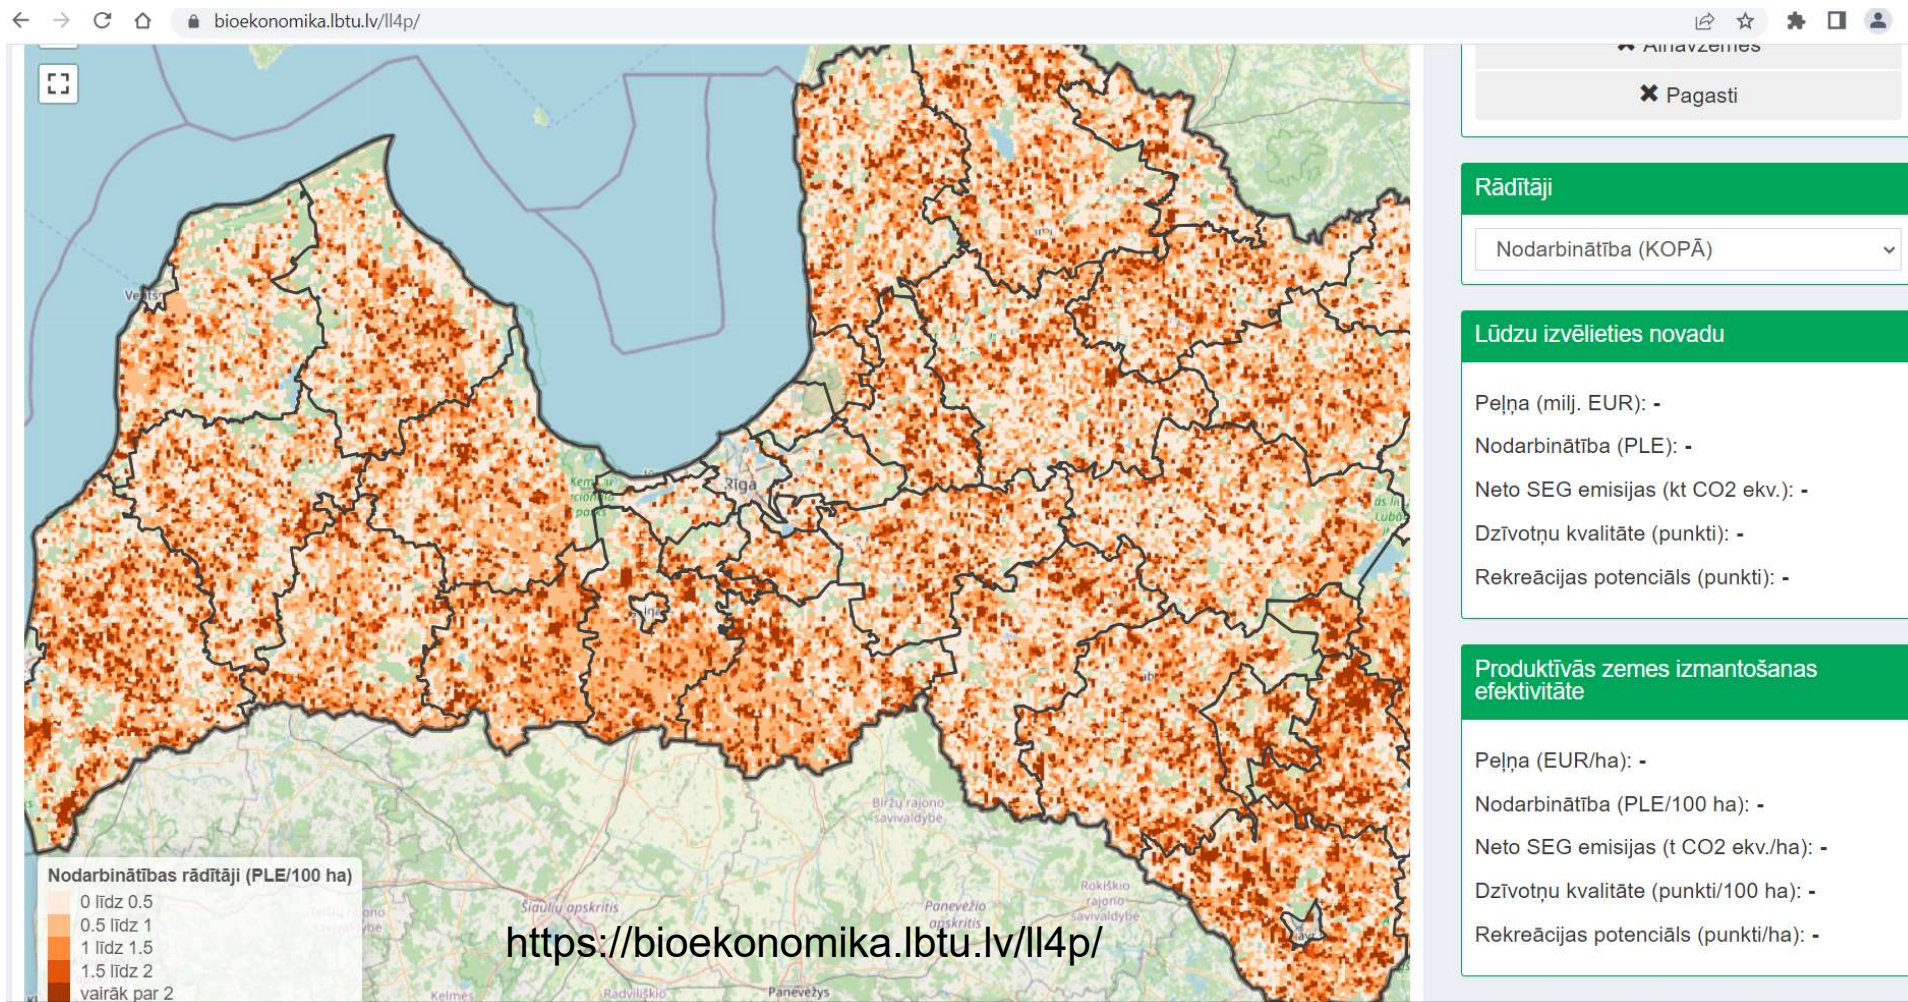 bioekonomika.lbtu.lv/ll4p/
Ainavzemes
Pagasti
Rādītāji
Nodarbinātība (KOPĀ)
Lūdzu izvēlieties novadu
Peļņa (milj. EUR): -
Nodarbinātība (PLE): -
Neto SEG emisijas (kt CO2 ekv.): -
Dzīvotņu kvalitāte (punkti): -
Rekreācijas potenciāls (punkti): -
Produktīvās zemes izmantošanas
efektivitāte
Peļņa (EUR/ha): -
Nodarbinātība (PLE/100 ha): -
Neto SEG emisijas (t CO2 ekv./ha): -
Dzīvotņu kvalitāte (punkti/100 ha): -
Rekreācijas potenciāls (punkti/ha): -
Rīga
Biržų rajono
savivaldybė
Rokiškio
rajono
savivaldybė
Šiaulių apskritis
Panevėžio
apskritis
Kelmės
Radviliškio
Panevėžys
Nodarbinātības rādītāji (PLE/100 ha)
0 līdz 0.5
0.5 līdz 1
1 līdz 1.5
1.5 līdz 2
vairāk par 2
https://bioekonomika.lbtu.lv/ll4p/